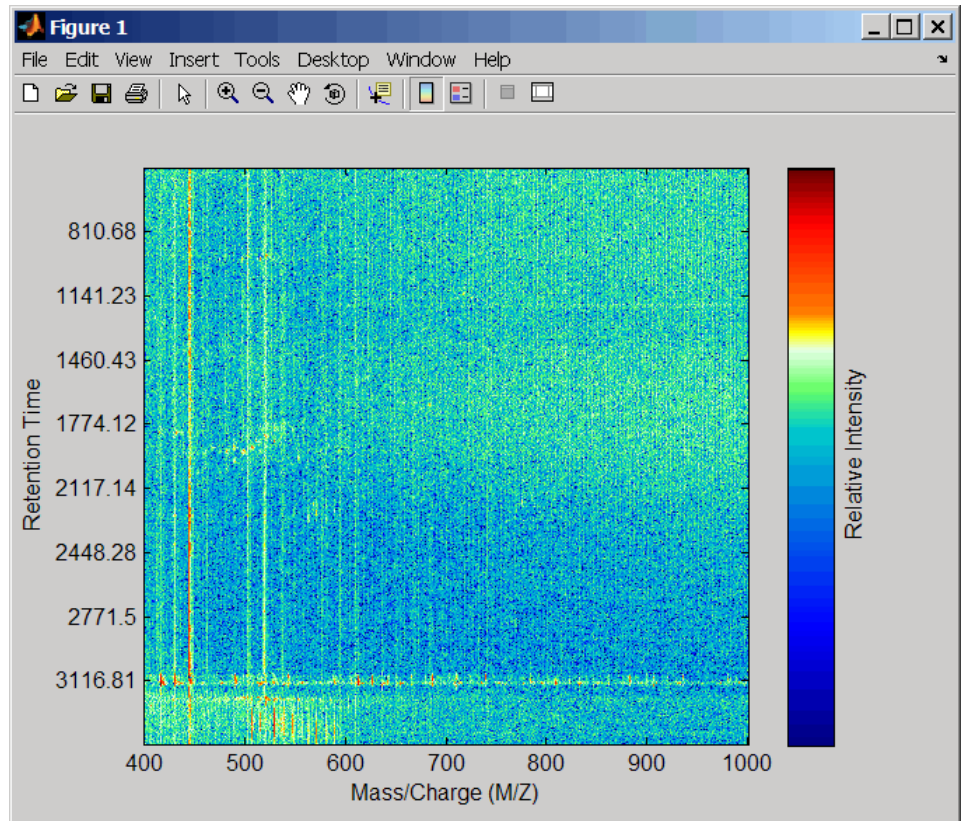 Figure 1
File Edit View Insert Tools Desktop Window Help
810.68
1141.23
1460.43
1774.12
2117.14
2448.28
2771.5
3116.81
Retention Time
400 500 600 700 800 900 1000
Mass/Charge (M/Z)
Relative Intensity